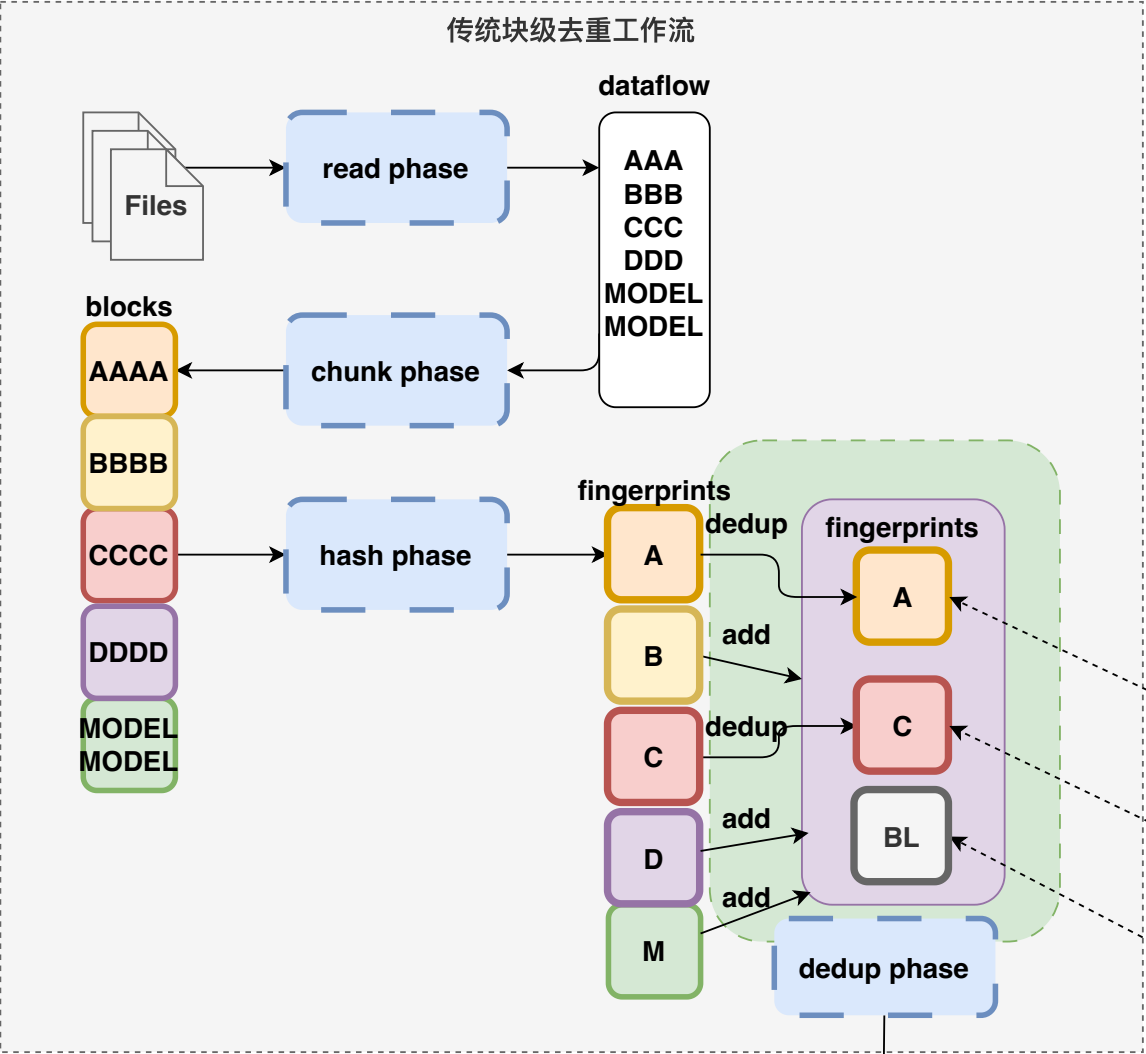 传统块级去重工作流
dataflow
Files
read phase
AAA
BBB
CCC
DDD
MODEL
MODEL
blocks
chunk phase
AAAA
BBBB
CCCC
DDDD
MODEL
MODEL
hash phase
fingerprints
A
B
C
D
M
dedup
add
dedup
add
add
fingerprints
A
C
BL
dedup phase